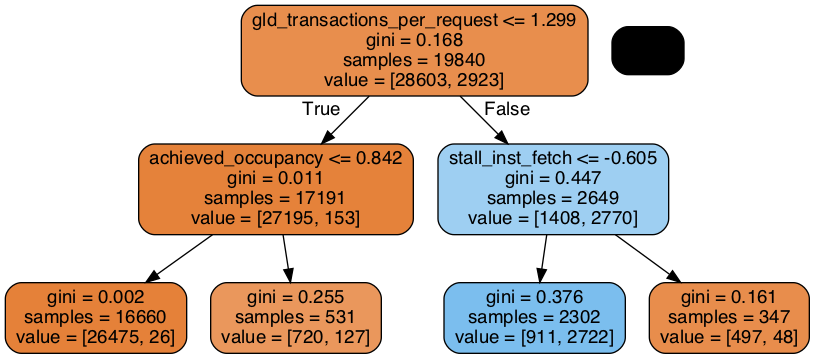 gld_transactions_per_request <= 1.299
gini = 0.168
samples = 19840
value = [28603, 2923]
True
False
achieved_occupancy <= 0.842
gini = 0.011
samples = 17191
value = [27195, 153]
stall_inst_fetch <= -0.605
gini = 0.447
samples = 2649
value = [1408, 2770]
gini = 0.002
samples = 16660
value = [26475, 26]
gini = 0.255
samples = 531
value = [720, 127]
gini = 0.376
samples = 2302
value = [911, 2722]
gini = 0.161
samples = 347
value = [497, 48]